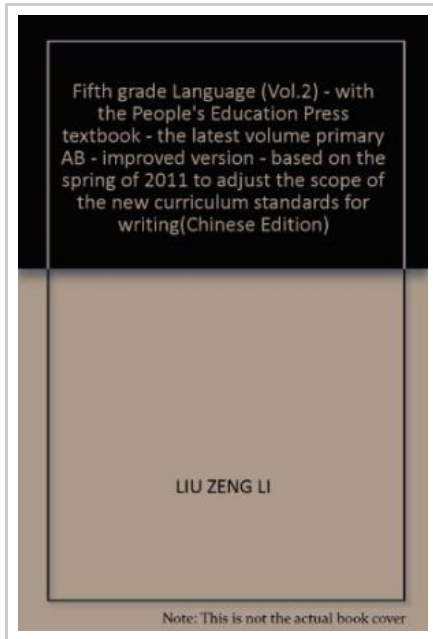 Fifth grade Language (Vol.2) - with
the People's Education Press
textbook - the latest volume primary
AB - improved version - based on the
spring of 2011 to adjust the scope of
the new curriculum standards for
writing(Chinese Edition)
LIU ZENG LI
Note: This is not the actual book cover